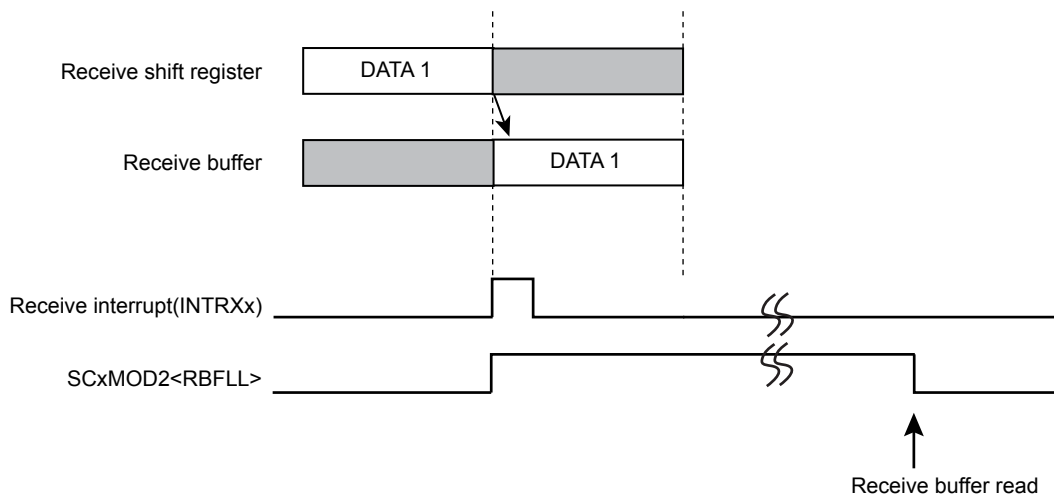 Receive shift register
DATA 1
Receive buffer
DATA 1
Receive interrupt(INTRXx)
SCxMOD2<RBFLL>
Receive buffer read